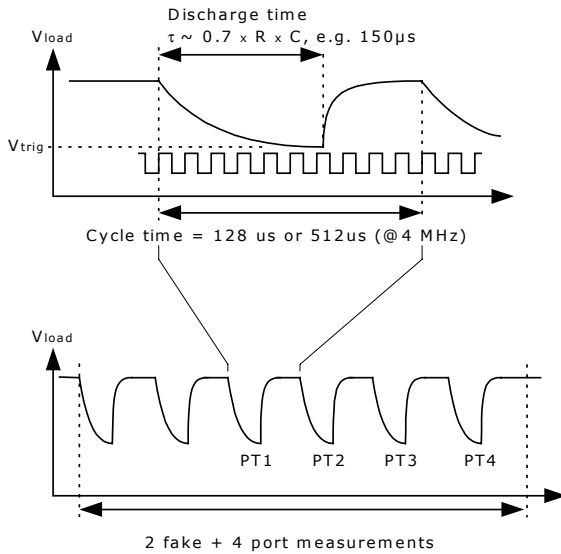 Discharge time
τ ~ 0.7 x R x C, e.g. 150µs
Vload
Vtrig
Cycle time = 128 us or 512us (@4 MHz)
Vload
PT1 PT2 PT3 PT4
2 fake + 4 port measurements